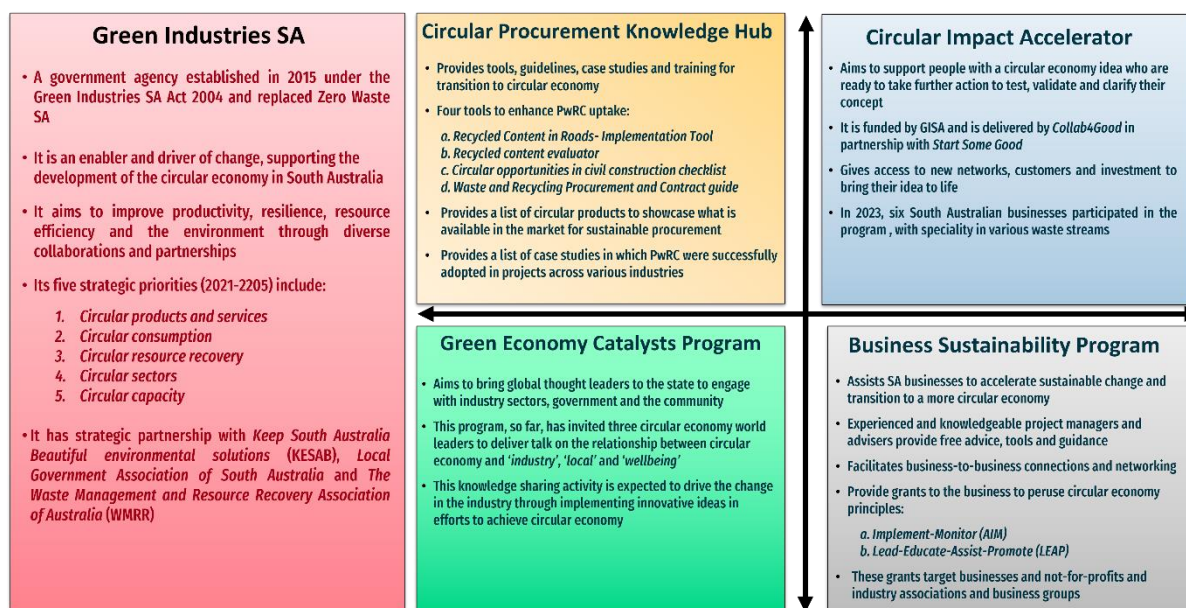 Green Industries SA
• A government agency established in 2015 under the
Green Industries SA Act 2004 and replaced Zero Waste
SA
• It is an enabler and driver of change, supporting the
development of the circular economy in South Australia
• It aims to improve productivity, resilience, resource
efficiency and the environment through diverse
collaborations and partnerships
• Its five strategic priorities (2021-2205) include:
1. Circular products and services
2. Circular consumption
3. Circular resource recovery
4. Circular sectors
5. Circular capacity
• It has strategic partnership with Keep South Australia
Beautiful environmental solutions (KESAB), Local
Government Association of South Australia and The
Waste Management and Resource Recovery Association
of Australia (WMRR)
Circular Procurement Knowledge Hub
• Provides tools, guidelines, case studies and training for
transition to circular economy
• Four tools to enhance PwRC uptake:
a. Recycled Content in Roads- Implementation Tool
b. Recycled content evaluator
c. Circular opportunities in civil construction checklist
d. Waste and Recycling Procurement and Contract guide
• Provides a list of circular products to showcase what is
available in the market for sustainable procurement
• Provides a list of case studies in which PwRC were successfully
adopted in projects across various industries
Circular Impact Accelerator
• Aims to support people with a circular economy idea who are
ready to take further action to test, validate and clarify their
concept
• It is funded by GISA and is delivered by Collab4Good in
partnership with Start Some Good
• Gives access to new networks, customers and investment to
bring their idea to life
• In 2023, six South Australian businesses participated in the
program , with speciality in various waste streams
Green Economy Catalysts Program
• Aims to bring global thought leaders to the state to engage
with industry sectors, government and the community
• This program, so far, has invited three circular economy world
leaders to deliver talk on the relationship between circular
economy and ‘industry’, ‘local’ and ‘wellbeing’
• This knowledge sharing activity is expected to drive the change
in the industry through implementing innovative ideas in
efforts to achieve circular economy
Business Sustainability Program
• Assists SA businesses to accelerate sustainable change and
transition to a more circular economy
• Experienced and knowledgeable project managers and
advisers provide free advice, tools and guidance
• Facilitates business-to-business connections and networking
• Provide grants to the business to peruse circular economy
principles:
a. Implement-Monitor (AIM)
b. Lead-Educate-Assist-Promote (LEAP)
• These grants target businesses and not-for-profits and
industry associations and business groups